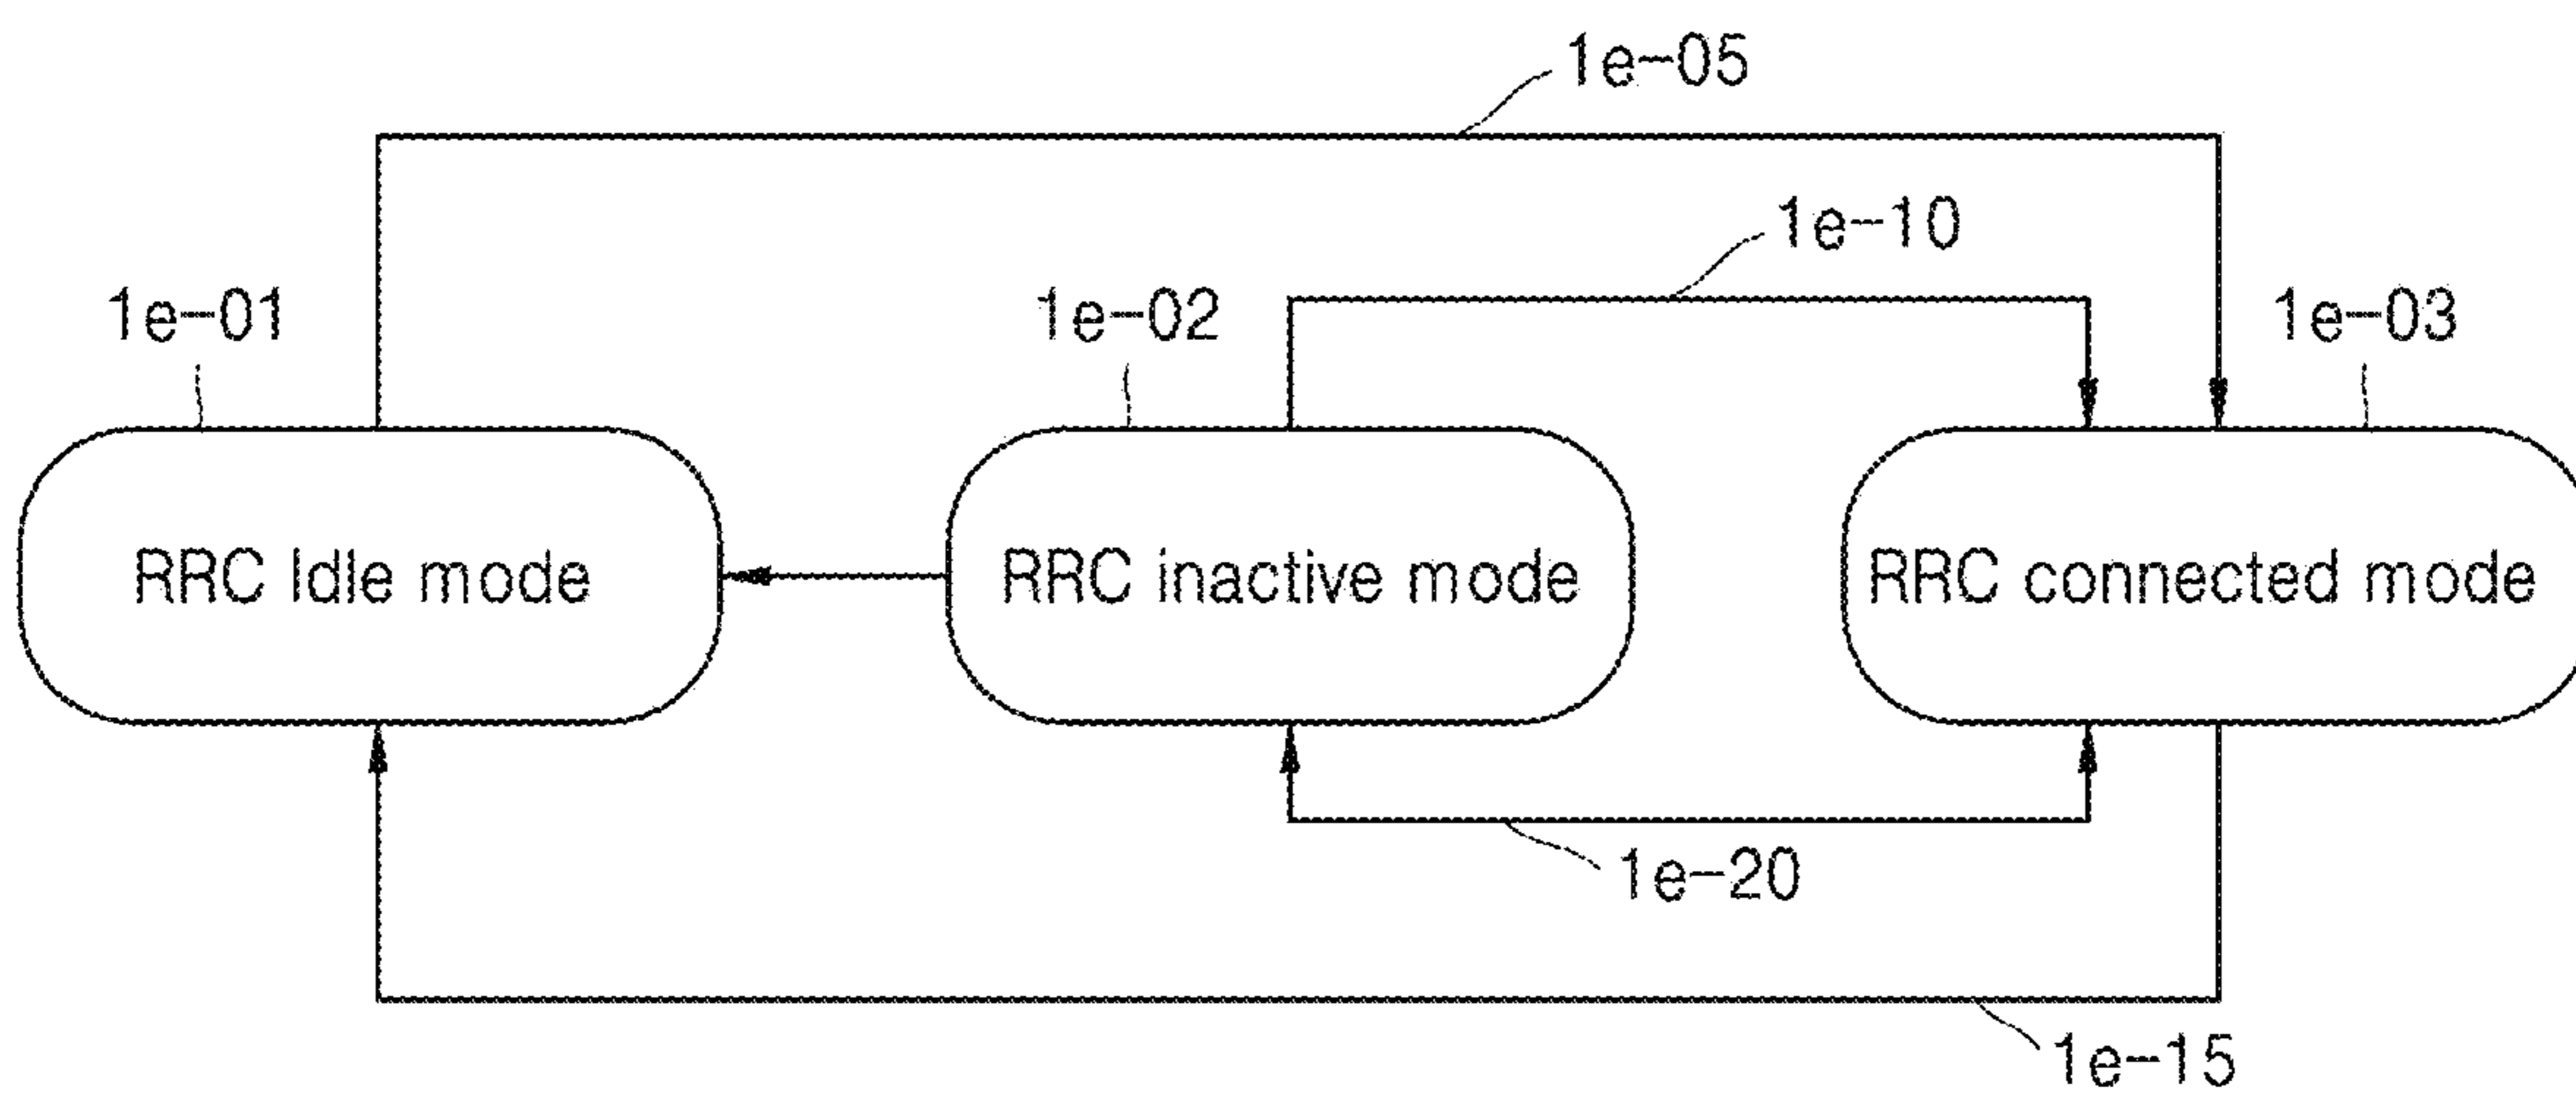 1e-05
1e-10
1e-01
1e-02
1e-03
RRC Idle mode
RRC inactive mode
RRC connected mode
1e-20
1e-15